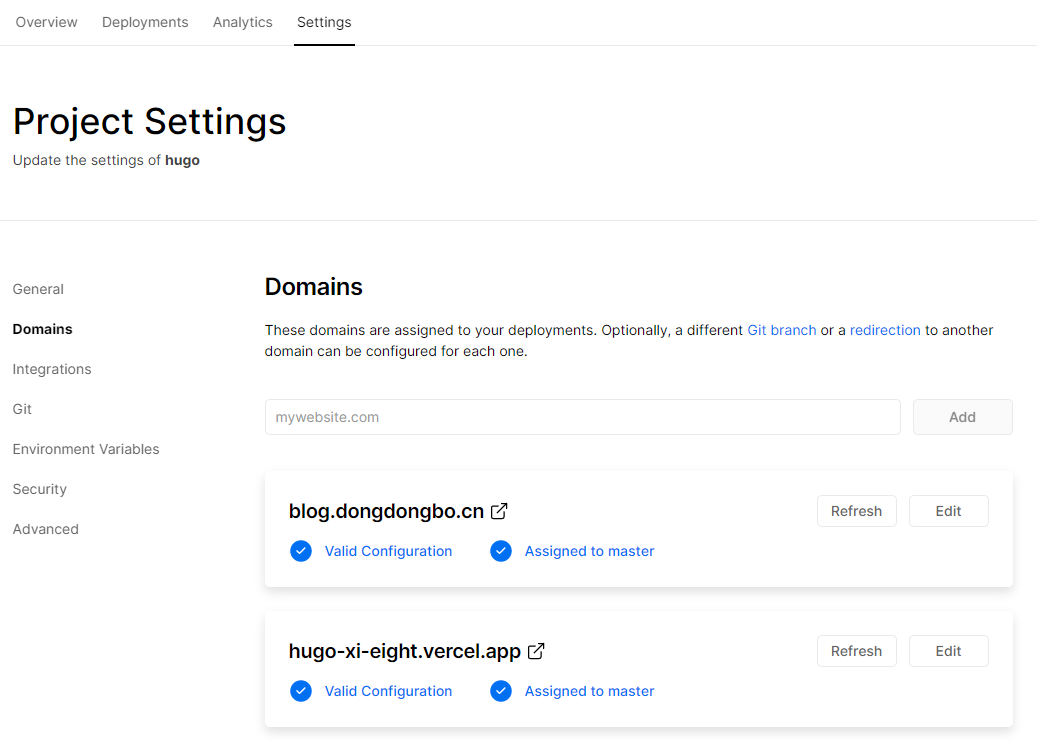 Overview Deployments Analytics Settings
Project Settings
Update the settings of hugo
General
Domains
Integrations
Git
Environment Variables
Security
Advanced
Domains
These domains are assigned to your deployments. Optionally, a different Git branch or a redirection to another
domain can be configured for each one.
mywebsite.com Add
blog.dongdongbo.cn Refresh Edit
Valid Configuration Assigned to master
hugo-xi-eight.vercel.app Refresh Edit
Valid Configuration Assigned to master